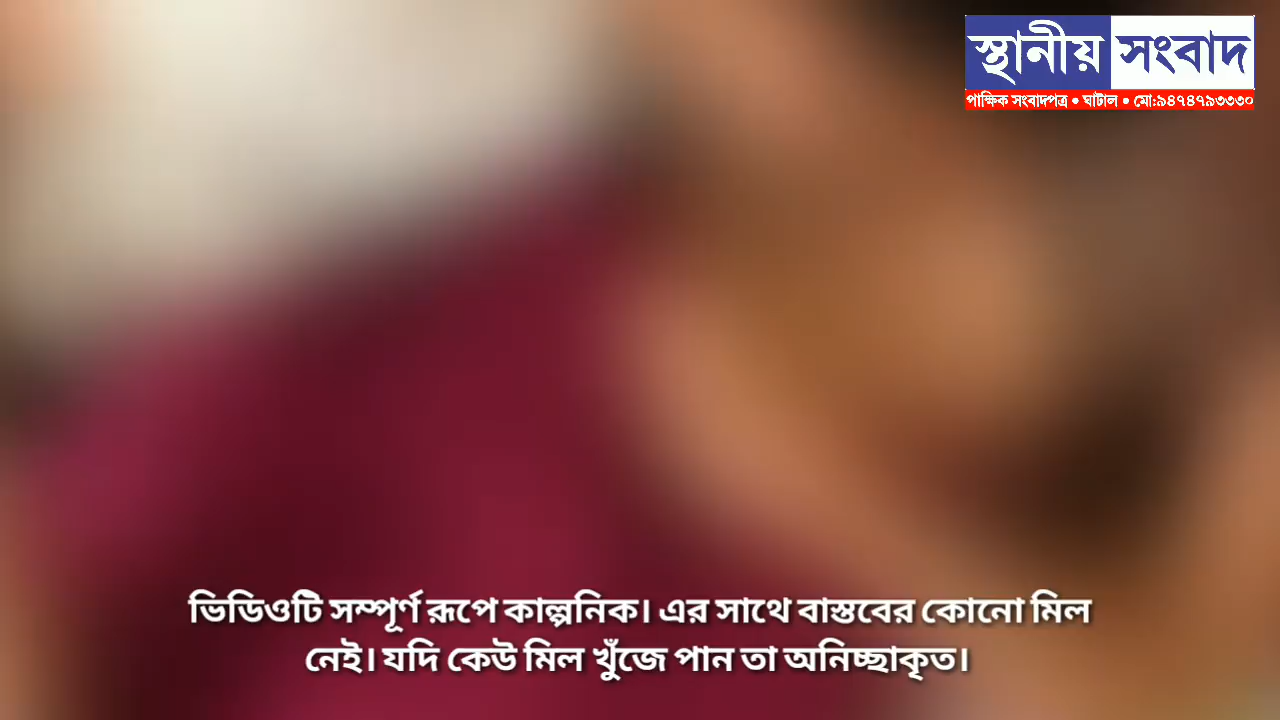 স্থানীয় সংবাদ
পাক্ষিক সংবাদপত্র • ঘাটাল • মো:৯৪৭৪৭৯৩৩৩০
ভিডিওটি সম্পূর্ণ রূপে কাল্পনিক। এর সাথে বাস্তবের কোনো মিল
নেই। যদি কেউ মিল খুঁজে পান তা অনিচ্ছাকৃত।